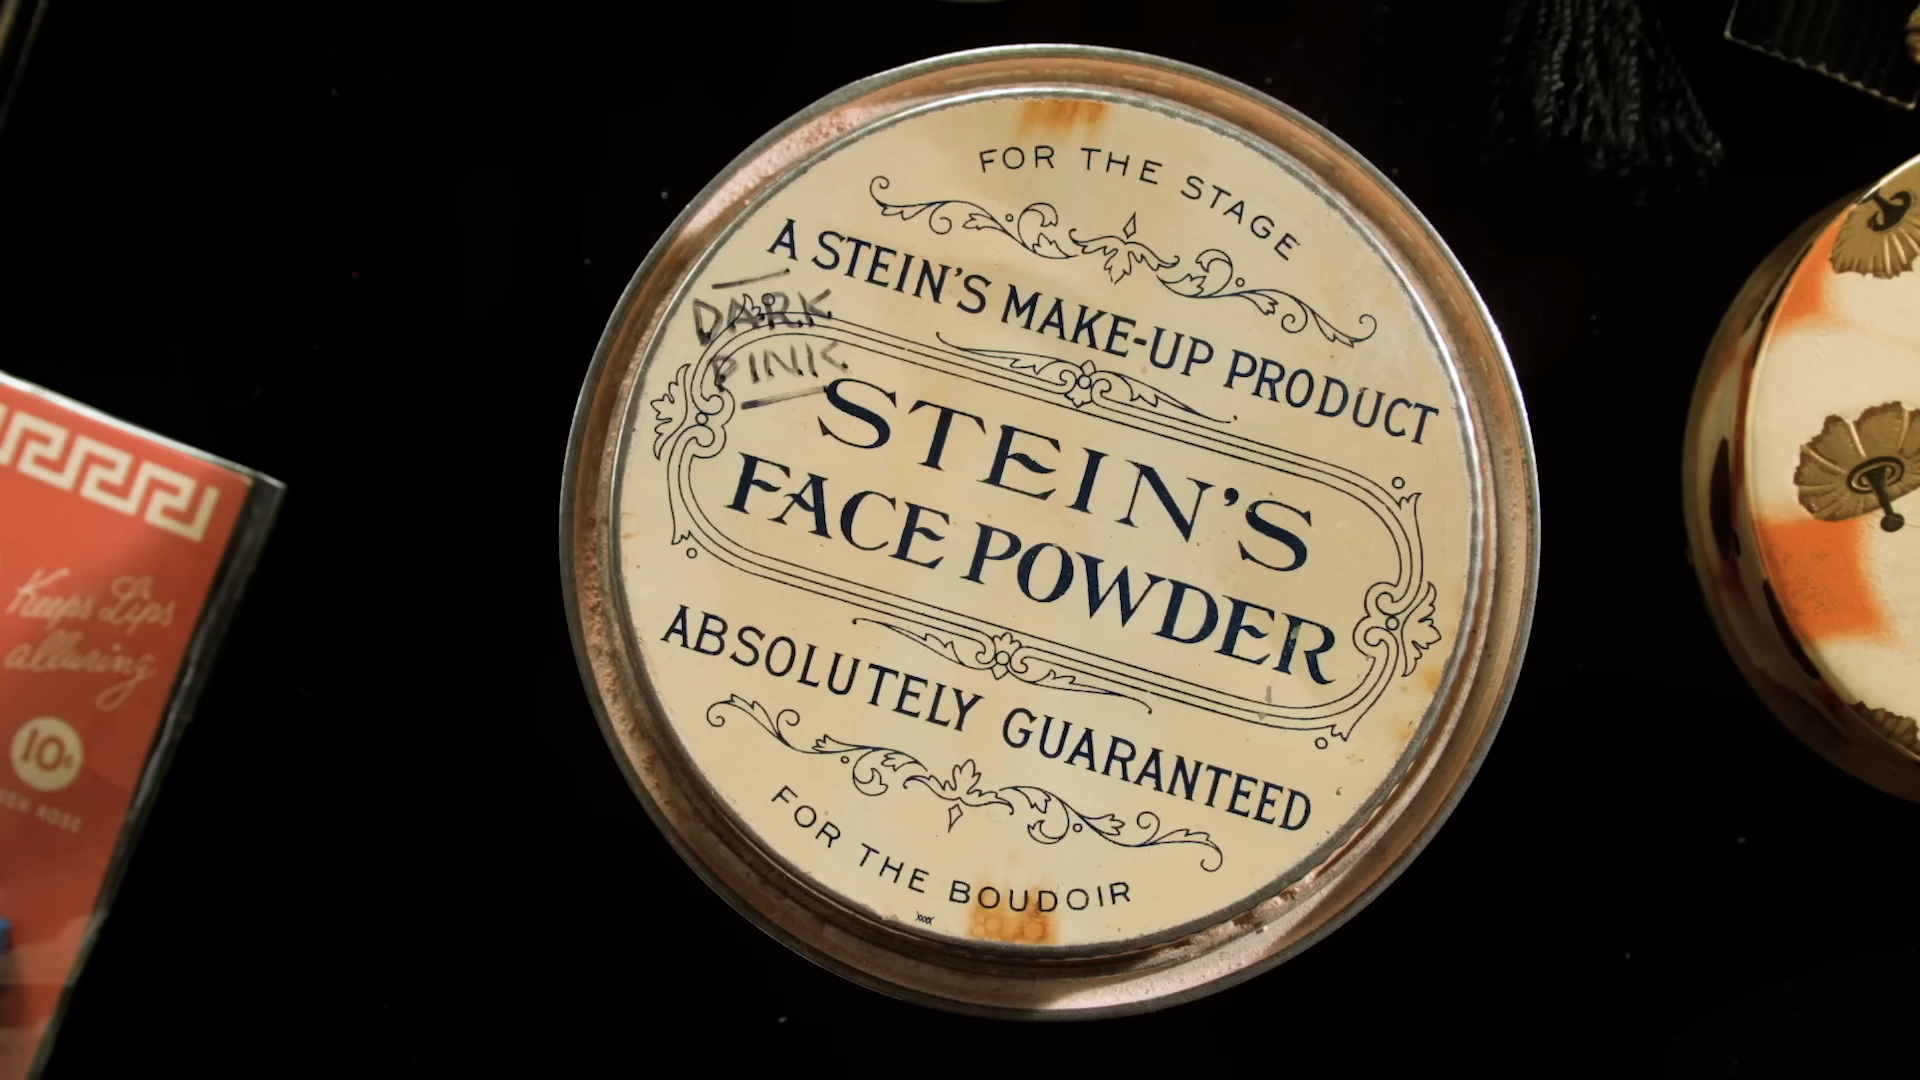 FOR THE STAGE
A STEIN'S MAKE-UP PRODUCT
DARK
PINK
STEIN'S
FACE POWDER
ABSOLUTELY GUARANTEED
FOR THE BOUDOIR
Keeps Lips
alluring
10¢
ROSE